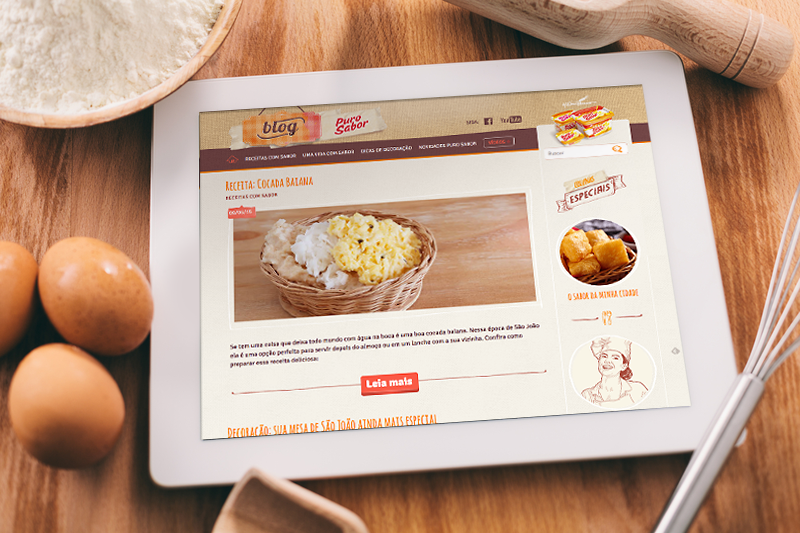 blog
Puro
Sabor
You Tube
RECEITAS COM SABOR
UMA VIDA COM SABOR
DICAS DE DECORAÇÃO
NOVIDADES PURO SABOR
Receita: Cocada Baiana
RECEITAS COM SABOR
Se tem uma coisa que deixa todo mundo com água na boca é uma boa cocada baiana. Nessa época de São João
ela é uma opção perfeita para servir depois do almoço ou em um lanche com a sua vizinha. Confira como
preparar essa receita deliciosa:
Leia mais
Decoração: sua mesa de São João ainda mais especial
Buscar
BLOG
ESPECIAIS
O SABOR DA MINHA CIDADE